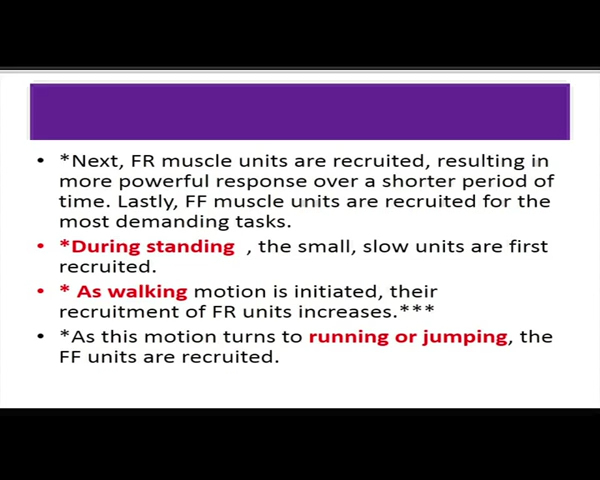 • *Next, FR muscle units are recruited, resulting in
more powerful response over a shorter period of
time. Lastly, FF muscle units are recruited for the
most demanding tasks.
• *During standing , the small, slow units are first
recruited.
• * As walking motion is initiated, their
recruitment of FR units increases.***
• *As this motion turns to running or jumping, the
FF units are recruited.